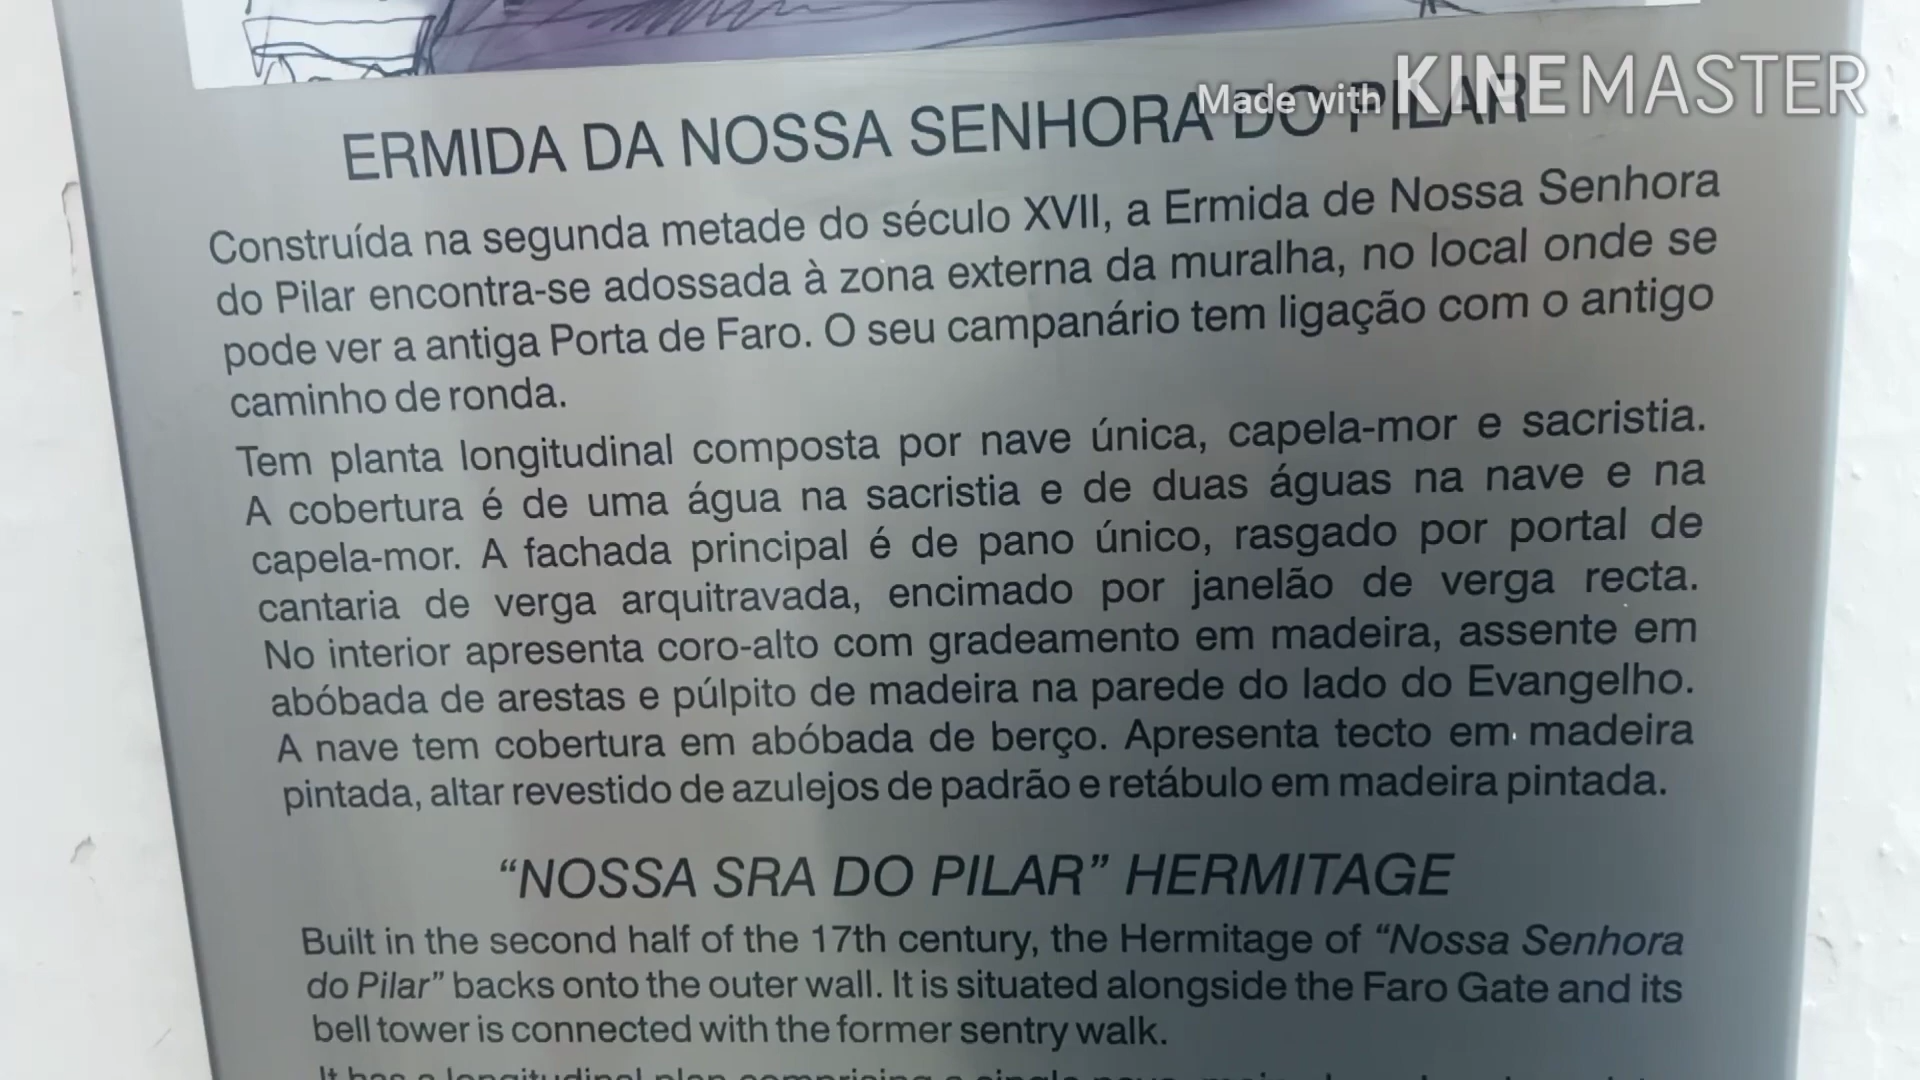 Made with KINEMASTER
ERMIDA DA NOSSA SENHORA DO PILAR
Construída na segunda metade do século XVII, a Ermida de Nossa Senhora
do Pilar encontra-se adossada à zona externa da muralha, no local onde se
pode ver a antiga Porta de Faro. O seu campanário tem ligação com o antigo
caminho de ronda.
Tem planta longitudinal composta por nave única, capela-mor e sacristia.
A cobertura é de uma água na sacristia e de duas águas na nave e na
capela-mor. A fachada principal é de pano único, rasgado por portal de
cantaria de verga arquitravada, encimado por janelão de verga recta.
No interior apresenta coro-alto com gradeamento em madeira, assente em
abóbada de arestas e púlpito de madeira na parede do lado do Evangelho.
A nave tem cobertura em abóbada de berço. Apresenta tecto em madeira
pintada, altar revestido de azulejos de padrão e retábulo em madeira pintada.
“NOSSA SRA DO PILAR” HERMITAGE
Built in the second half of the 17th century, the Hermitage of “Nossa Senhora
do Pilar” backs onto the outer wall. It is situated alongside the Faro Gate and its
bell tower is connected with the former sentry walk.
It has a longitudinal plan comprising a single nave,